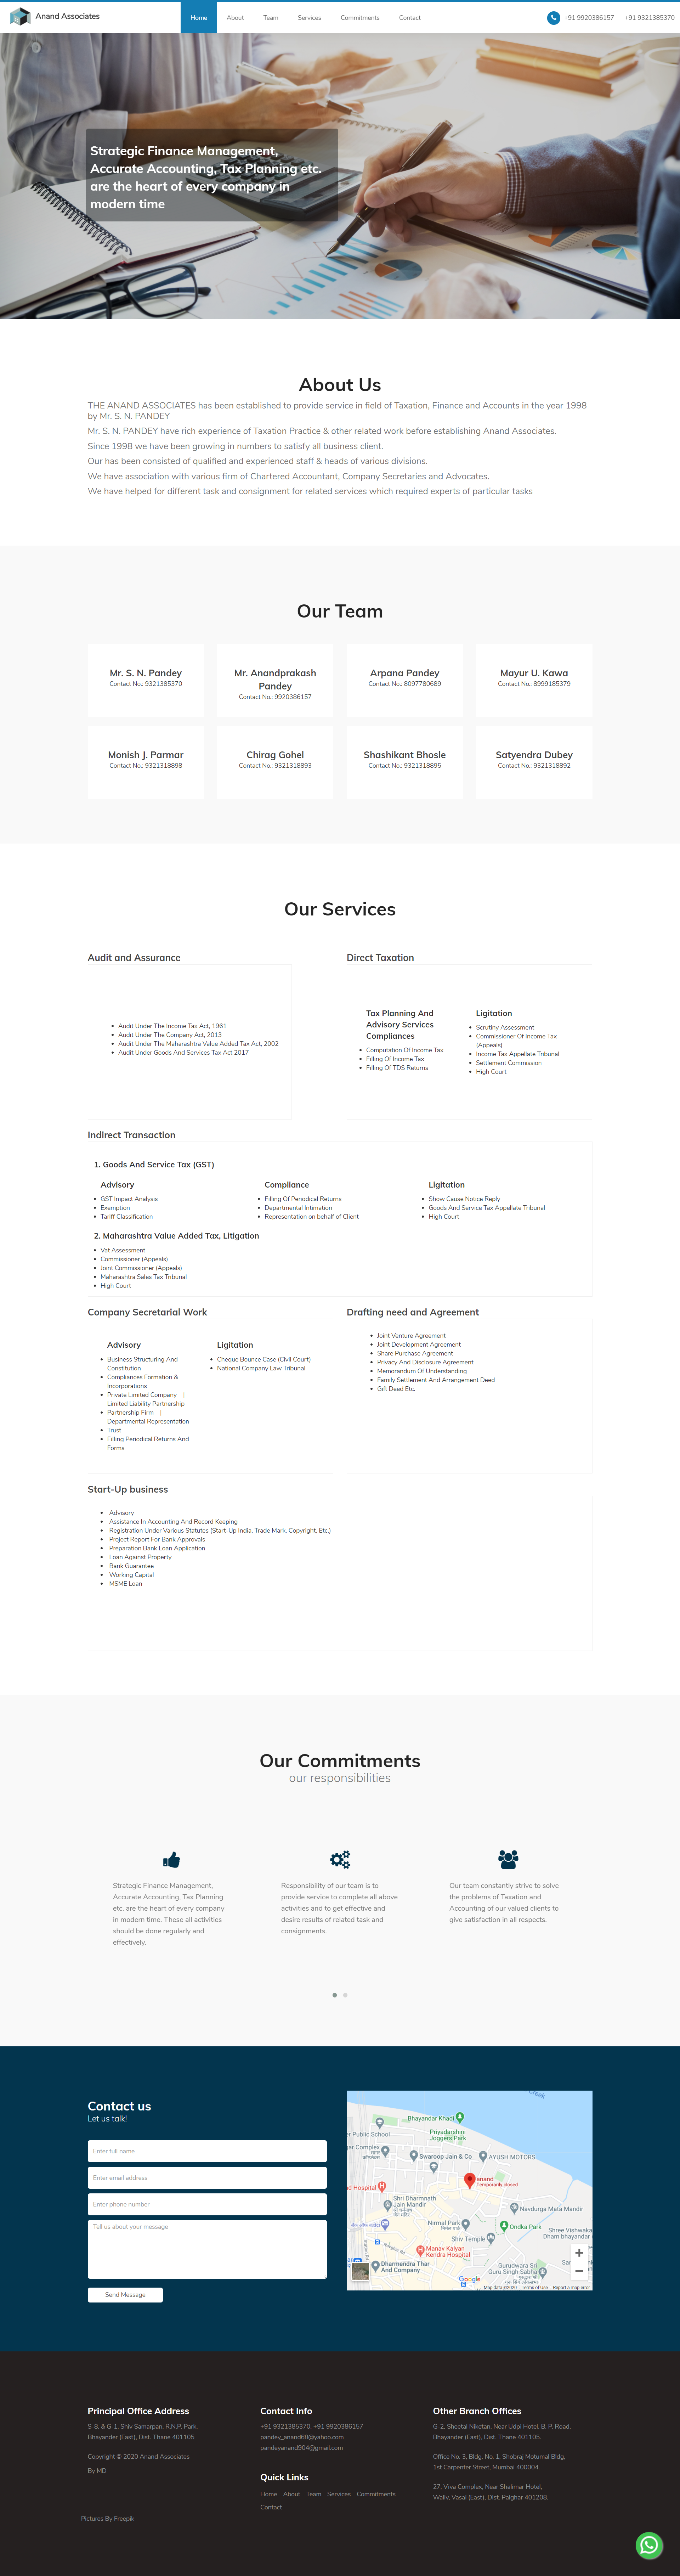 Anand Associates
Home
About
Team
Services
Commitments
Contact
+91 9920386157
+91 9321385370
Strategic Finance Management,
Accurate Accounting, Tax Planning etc.
are the heart of every company in
modern time
About Us
THE ANAND ASSOCIATES has been established to provide service in field of Taxation, Finance and Accounts in the year 1998
by Mr. S. N. PANDEY
Mr. S. N. PANDEY have rich experience of Taxation Practice & other related work before establishing Anand Associates.
Since 1998 we have been growing in numbers to satisfy all business client.
Our has been consisted of qualified and experienced staff & heads of various divisions.
We have association with various firm of Chartered Accountant, Company Secretaries and Advocates.
We have helped for different task and consignment for related services which required experts of particular tasks
Our Team
Mr. S. N. Pandey
Contact No.: 9321385370
Mr. Anandprakash
Pandey
Contact No.: 9920386157
Arpana Pandey
Contact No.: 8097780689
Mayur U. Kawa
Contact No.: 8999185379
Monish J. Parmar
Contact No.: 9321318898
Chirag Gohel
Contact No.: 9321318893
Shashikant Bhosle
Contact No.: 9321318895
Satyendra Dubey
Contact No.: 9321318892
Our Services
Audit and Assurance
Audit Under The Income Tax Act, 1961
Audit Under The Company Act, 2013
Audit Under The Maharashtra Value Added Tax Act, 2002
Audit Under Goods And Services Tax Act 2017
Direct Taxation
Tax Planning And
Advisory Services
Compliances
Computation Of Income Tax
Filling Of Income Tax
Filling Of TDS Returns
Ligitation
Scrutiny Assessment
Commissioner Of Income Tax
(Appeals)
Income Tax Appellate Tribunal
Settlement Commission
High Court
Indirect Transaction
1. Goods And Service Tax (GST)
Advisory
GST Impact Analysis
Exemption
Tariff Classification
Compliance
Filling Of Periodical Returns
Departmental Intimation
Representation on behalf of Client
Ligitation
Show Cause Notice Reply
Goods And Service Tax Appellate Tribunal
High Court
2. Maharashtra Value Added Tax, Litigation
Vat Assessment
Commissioner (Appeals)
Joint Commissioner (Appeals)
Maharashtra Sales Tax Tribunal
High Court
Company Secretarial Work
Advisory
Business Structuring And
Constitution
Compliances Formation &
Incorporations
Private Limited Company |
Limited Liability Partnership
Partnership Firm |
Departmental Representation
Trust
Filling Periodical Returns And
Forms
Ligitation
Cheque Bounce Case (Civil Court)
National Company Law Tribunal
Drafting need and Agreement
Joint Venture Agreement
Joint Development Agreement
Share Purchase Agreement
Privacy And Disclosure Agreement
Memorandum Of Understanding
Family Settlement And Arrangement Deed
Gift Deed Etc.
Start-Up business
Advisory
Assistance In Accounting And Record Keeping
Registration Under Various Statutes (Start-Up India, Trade Mark, Copyright, Etc.)
Project Report For Bank Approvals
Preparation Bank Loan Application
Loan Against Property
Bank Guarantee
Working Capital
MSME Loan
Our Commitments
our responsibilities
Strategic Finance Management,
Accurate Accounting, Tax Planning
etc. are the heart of every company
in modern time. These all activities
should be done regularly and
effectively.
Responsibility of our team is to
provide service to complete all above
activities and to get effective and
desire results of related task and
consignments.
Our team constantly strive to solve
the problems of Taxation and
Accounting of our valued clients to
give satisfaction in all respects.
Contact us
Let us talk!
Enter full name
Enter email address
Enter phone number
Tell us about your message
Send Message
Creek
Bhayandar Khadi
er Public School
Priyadarshini
Joggers Park
gar Complex
Swaroop Jain & Co
AYUSH MOTORS
anand
Temporarily closed
d Hospital
Shri Dharmnath
Jain Mandir
Navdurga Mata Mandir
Nirmal Park
Ondka Park
Shiv Temple
Shree Vishwaka
Dham bhayandar
Manav Kalyan
Kendra Hospital
Dharmendra Thar
And Company
Gurudwara Sri
Guru Singh Sabha
Google
Map data ©2020
Terms of Use
Report a map error
Principal Office Address
S-8, & G-1, Shiv Samarpan, R.N.P. Park,
Bhayander (East), Dist. Thane 401105
Copyright © 2020 Anand Associates
By MD
Pictures By Freepik
Contact Info
+91 9321385370, +91 9920386157
pandey_anand68@yahoo.com
pandeyanand904@gmail.com
Quick Links
Home About Team Services Commitments
Contact
Other Branch Offices
G-2, Sheetal Niketan, Near Udpi Hotel, B. P. Road,
Bhayander (East), Dist. Thane 401105.
Office No. 3, Bldg. No. 1, Shobraj Motumal Bldg,
1st Carpenter Street, Mumbai 400004.
27, Viva Complex, Near Shalimar Hotel,
Waliv, Vasai (East), Dist. Palghar 401208.